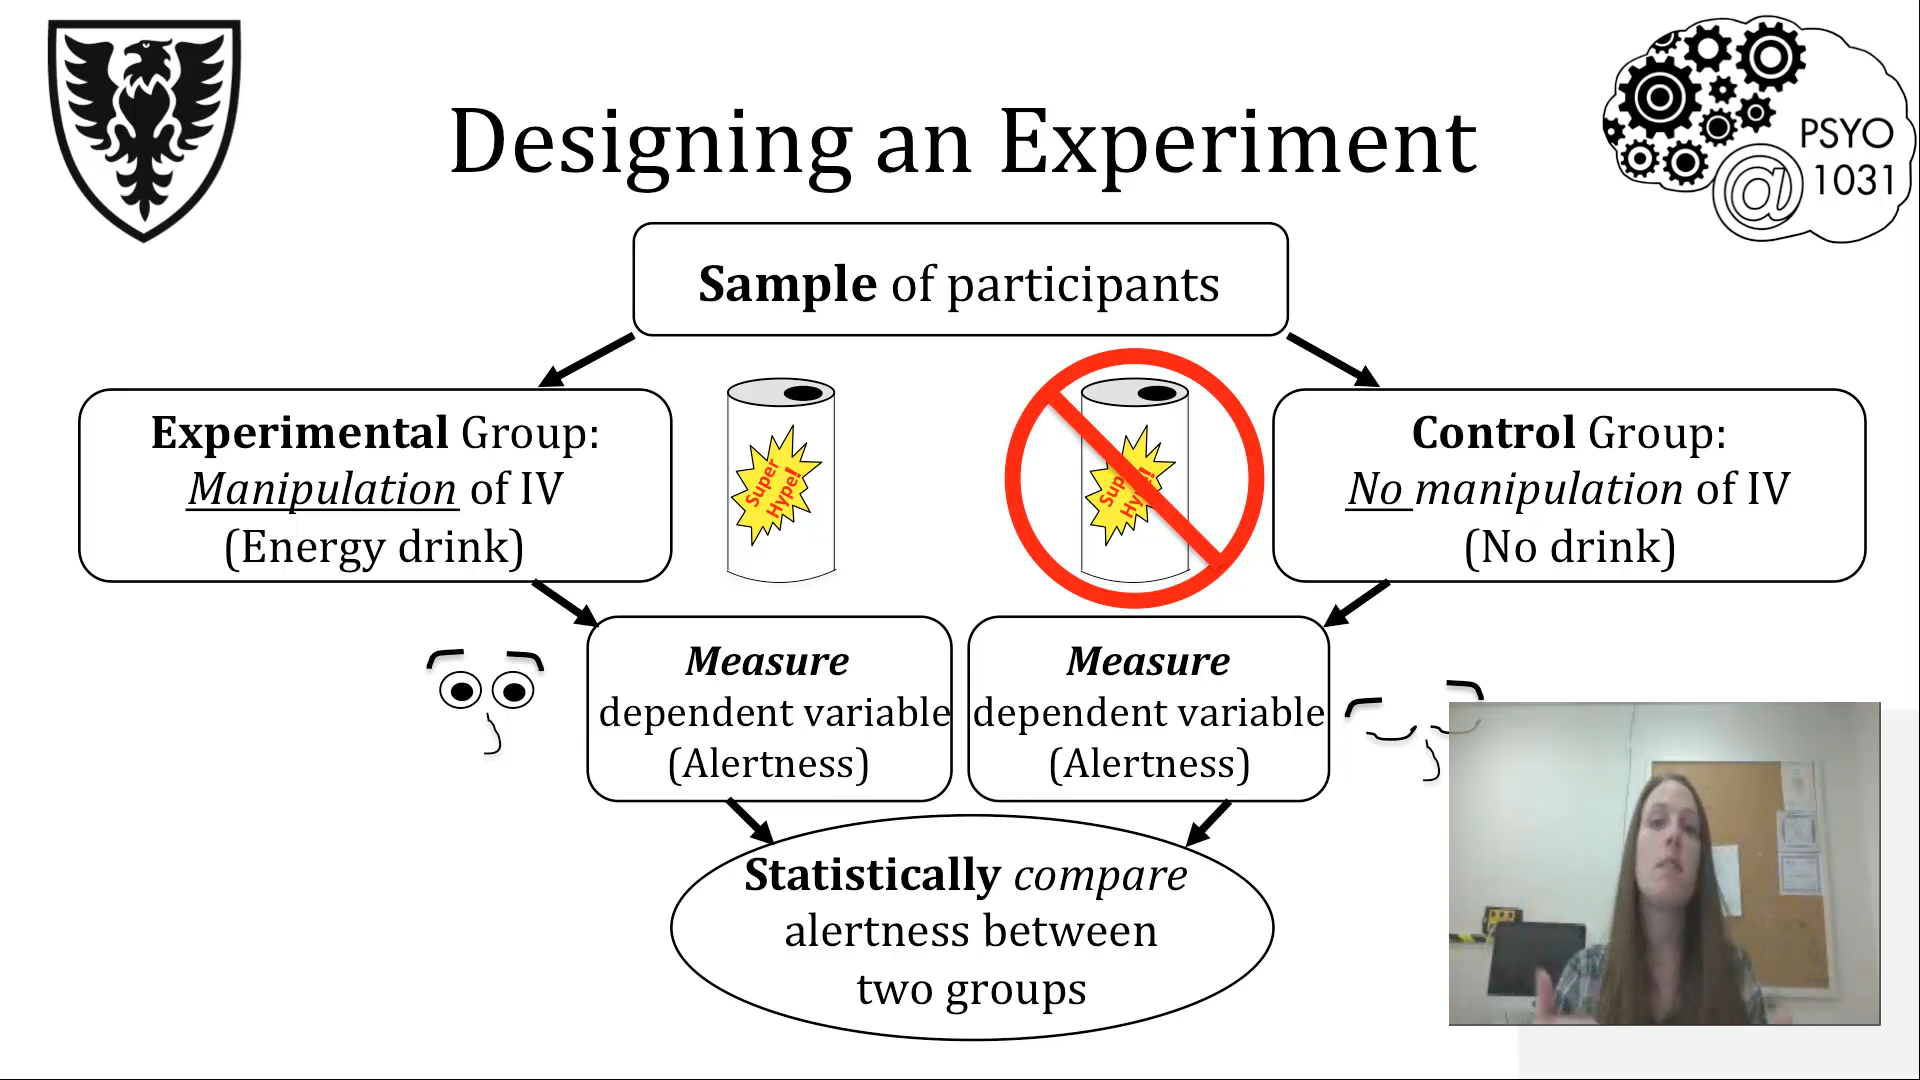 Designing an Experiment
PSYO
1031
@
Sample of participants
Experimental Group:
Manipulation of IV
(Energy drink)
Super
Hype!
Control Group:
No manipulation of IV
(No drink)
Measure
dependent variable
(Alertness)
Measure
dependent variable
(Alertness)
Statistically compare
alertness between
two groups